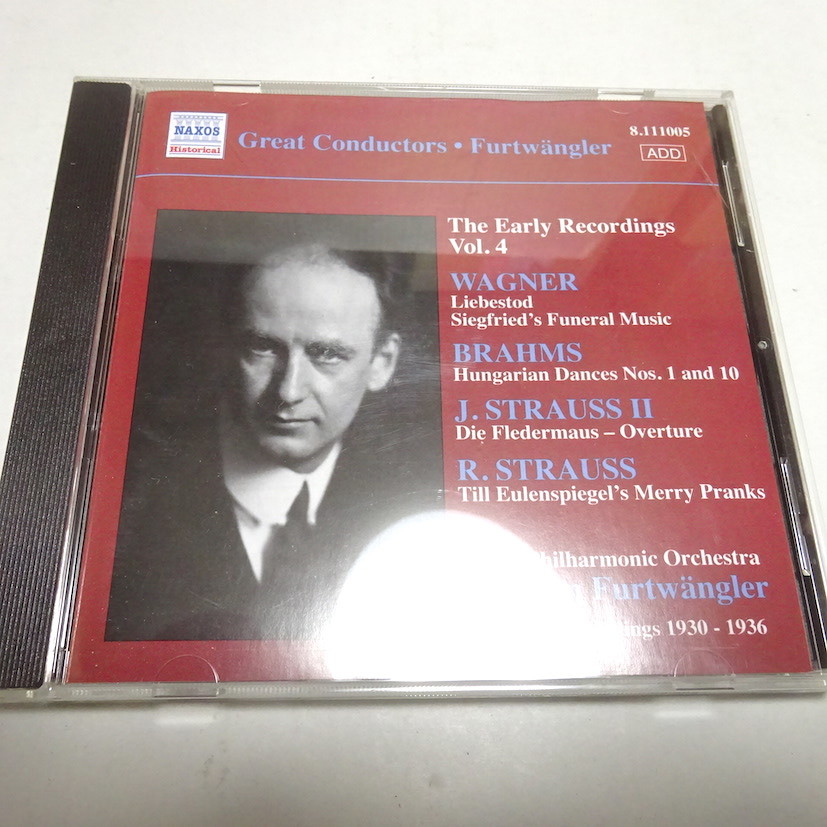 NAXOS
Historical
Great Conductors • Furtwängler
8.111005
ADD
The Early Recordings
Vol. 4
WAGNER
Liebestod
Siegfried's Funeral Music
BRAHMS
Hungarian Dances Nos. 1 and 10
J. STRAUSS II
Die Fledermaus – Overture
R. STRAUSS
Till Eulenspiegel's Merry Pranks
Philharmonic Orchestra
Furtwängler
1930 - 1936